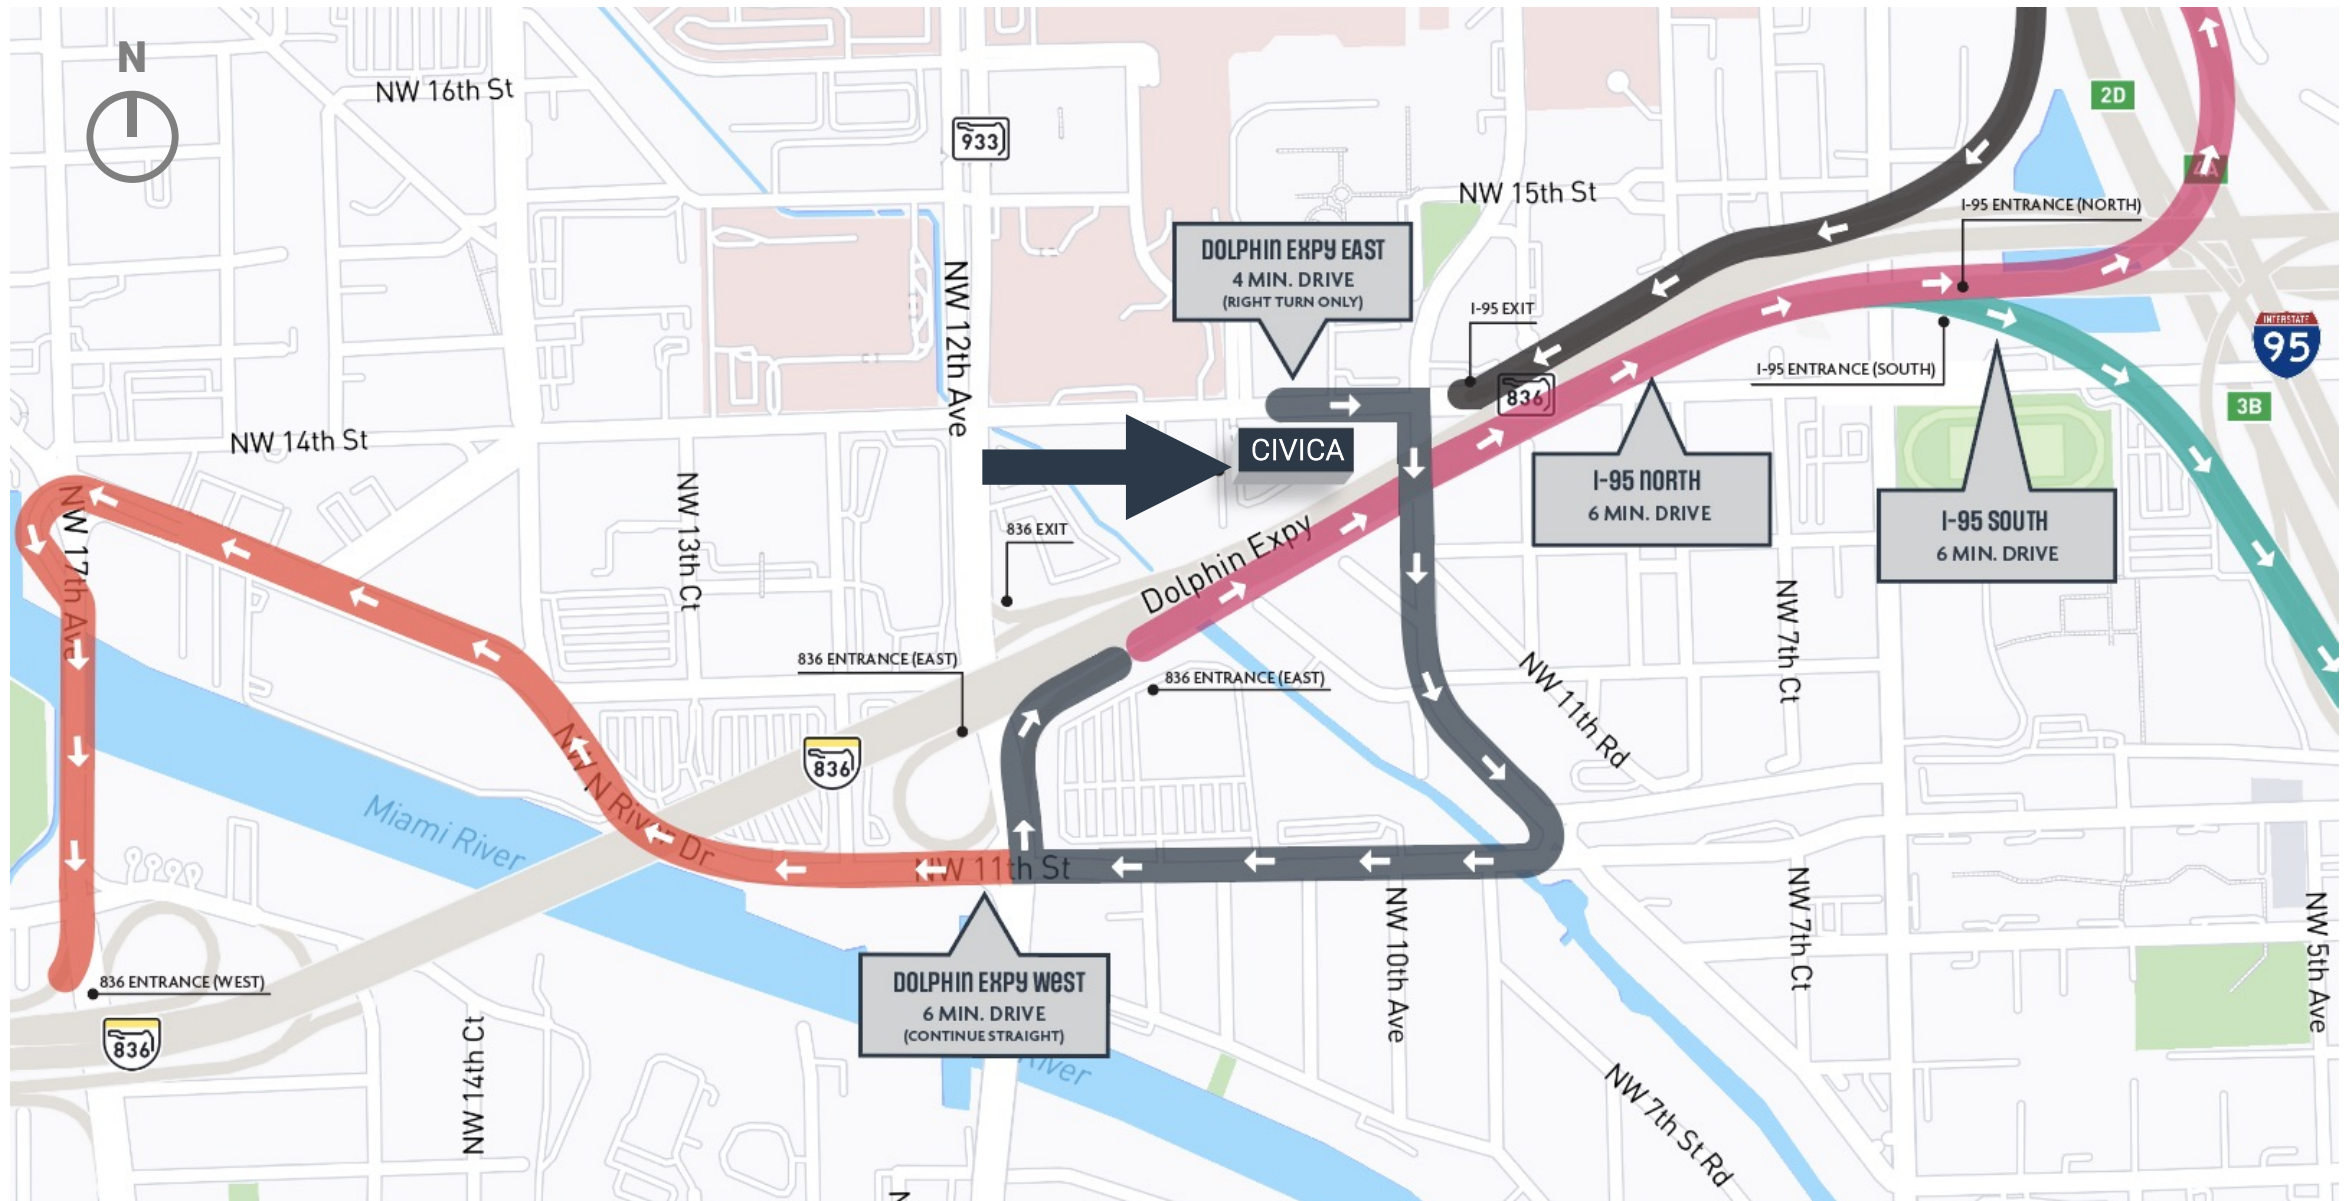 N
NW 16th St
2D
933
NW 15th St
4A
I-95 ENTRANCE (NORTH)
DOLPHIN EXPY EAST
4 MIN. DRIVE
(RIGHT TURN ONLY)
NW 12th Ave
I-95 EXIT
INTERSTATE
95
I-95 ENTRANCE (SOUTH)
836
3B
NW 14th St
CIVICA
NW 17th Ave
NW 13th Ct
I-95 NORTH
6 MIN. DRIVE
I-95 SOUTH
6 MIN. DRIVE
836 EXIT
Dolphin Expy
NW 7th Ct
836 ENTRANCE (EAST)
836 ENTRANCE (EAST)
NW 11th Rd
836
NW N River Dr
Miami River
NW 11th St
NW 10th Ave
NW 7th Ct
NW 5th Ave
836 ENTRANCE (WEST)
DOLPHIN EXPY WEST
6 MIN. DRIVE
(CONTINUE STRAIGHT)
836
NW 14th Ct
River
NW 7th St Rd
N